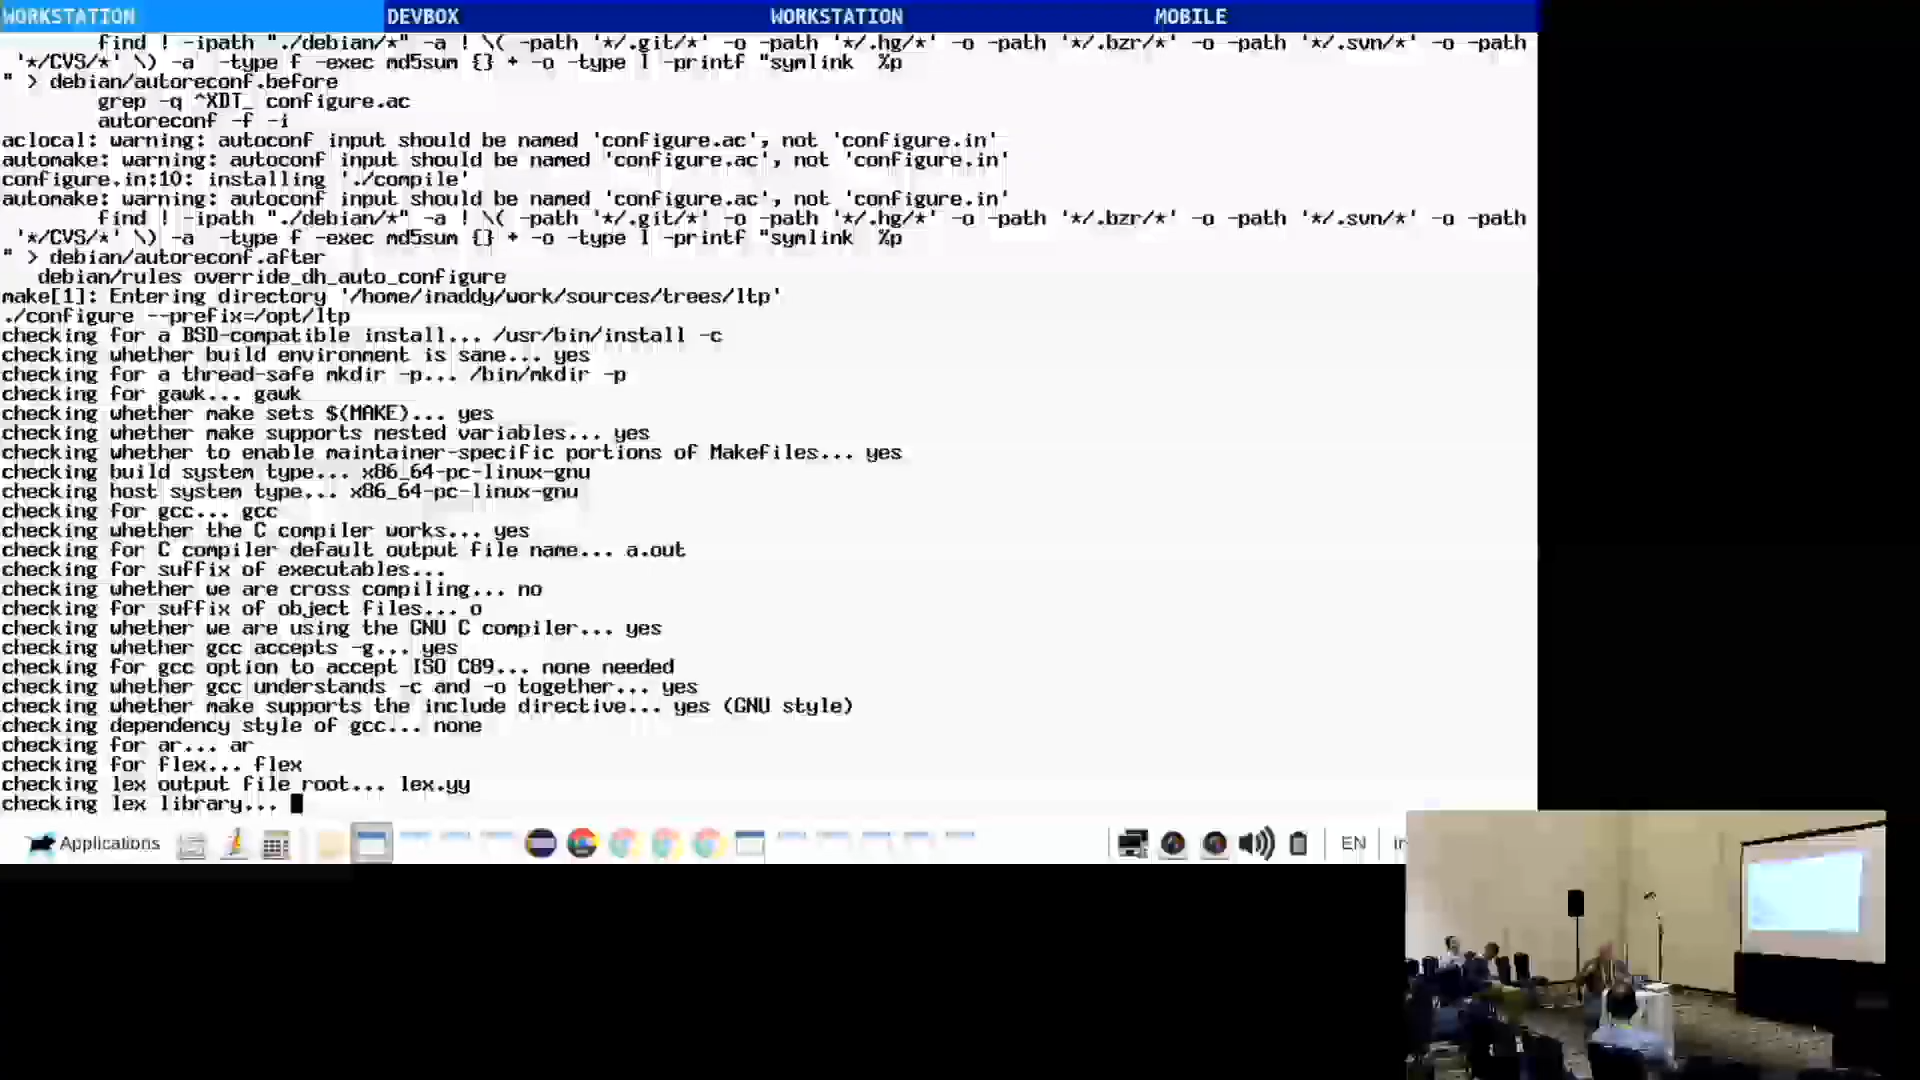 WORKSTATION DEVBOX WORKSTATION MOBILE
find ! -ipath "./debian/*" -a ! \( -path '*/.git/*' -o -path '*/.hg/*' -o -path '*/.bzr/*' -o -path '*/.svn/*' -o -path
'*/CVS/*' \) -a  -type f -exec md5sum {} + -o -type l -printf "symlink  %p
" > debian/autoreconf.before
grep -q ^XDT_ configure.ac
autoreconf -f -i
aclocal: warning: autoconf input should be named 'configure.ac', not 'configure.in'
automake: warning: autoconf input should be named 'configure.ac', not 'configure.in'
configure.in:10: installing './compile'
automake: warning: autoconf input should be named 'configure.ac', not 'configure.in'
find ! -ipath "./debian/*" -a ! \( -path '*/.git/*' -o -path '*/.hg/*' -o -path '*/.bzr/*' -o -path '*/.svn/*' -o -path
'*/CVS/*' \) -a  -type f -exec md5sum {} + -o -type l -printf "symlink  %p
" > debian/autoreconf.after
debian/rules override_dh_auto_configure
make[1]: Entering directory '/home/inaddy/work/sources/trees/ltp'
./configure --prefix=/opt/ltp
checking for a BSD-compatible install... /usr/bin/install -c
checking whether build environment is sane... yes
checking for a thread-safe mkdir -p... /bin/mkdir -p
checking for gawk... gawk
checking whether make sets $(MAKE)... yes
checking whether make supports nested variables... yes
checking whether to enable maintainer-specific portions of Makefiles... yes
checking build system type... x86_64-pc-linux-gnu
checking host system type... x86_64-pc-linux-gnu
checking for gcc... gcc
checking whether the C compiler works... yes
checking for C compiler default output file name... a.out
checking for suffix of executables...
checking whether we are cross compiling... no
checking for suffix of object files... o
checking whether we are using the GNU C compiler... yes
checking whether gcc accepts -g... yes
checking for gcc option to accept ISO C89... none needed
checking whether gcc understands -c and -o together... yes
checking whether make supports the include directive... yes (GNU style)
checking dependency style of gcc... none
checking for ar... ar
checking for flex... flex
checking lex output file root... lex.yy
checking lex library...
Applications EN